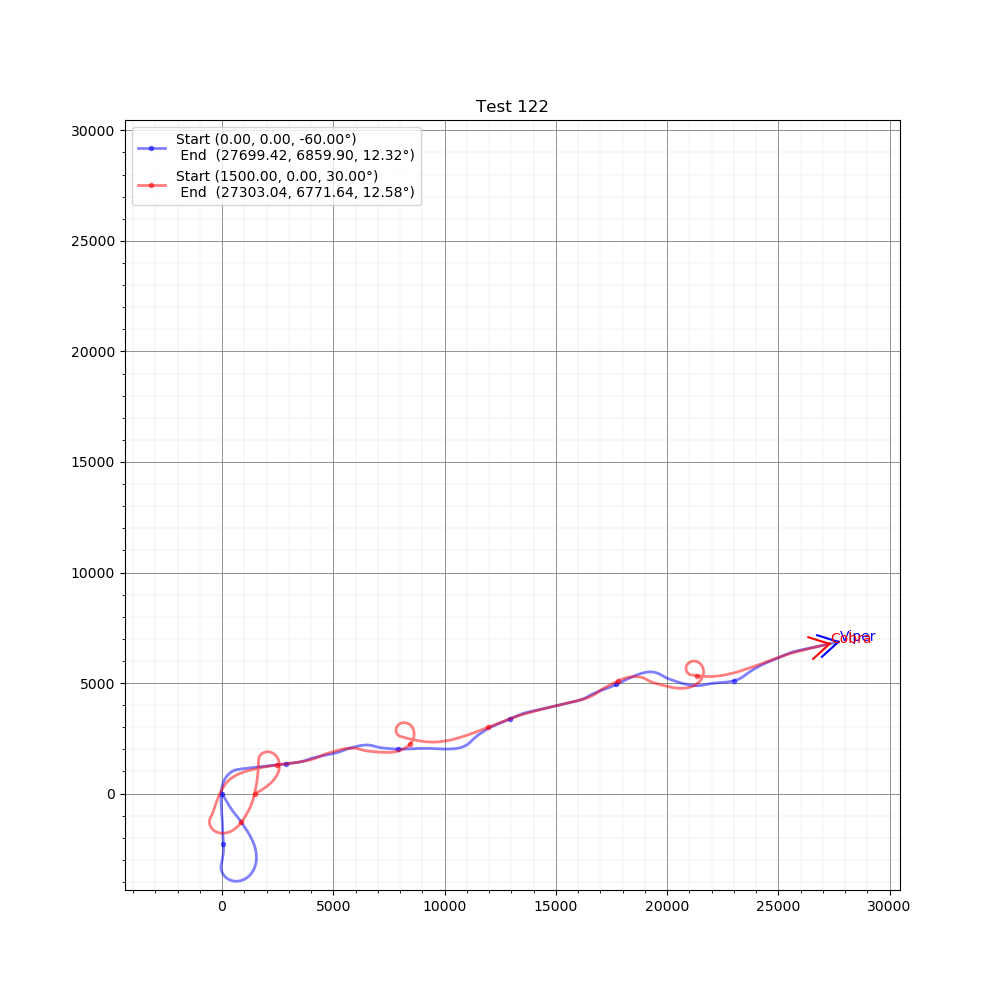 Test 122
Start (0.00, 0.00, -60.00°)
End (27699.42, 6859.90, 12.32°)
Start (1500.00, 0.00, 30.00°)
End (27303.04, 6771.64, 12.58°)
30000
25000
20000
15000
10000
5000
0
Viper
Cobra
0
5000
10000
15000
20000
25000
30000